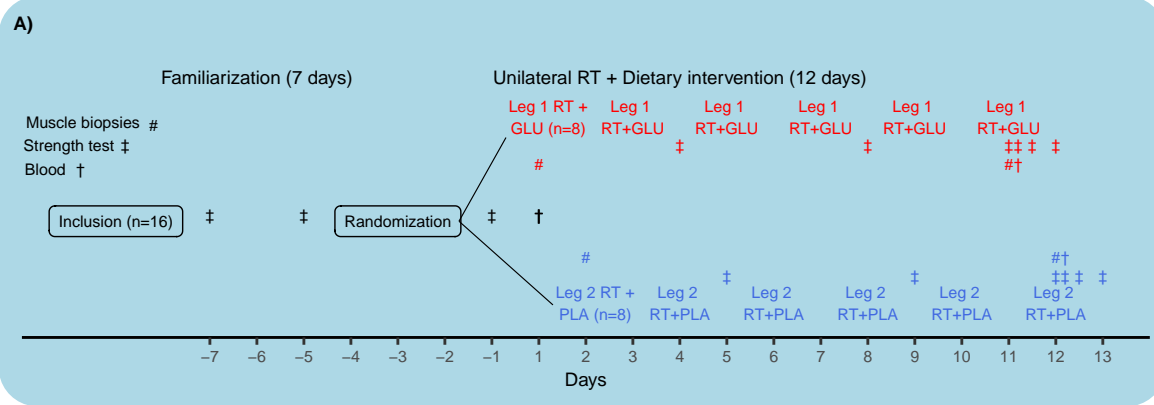 A)
Familiarization (7 days)
Unilateral RT + Dietary intervention (12 days)
Leg 1 RT + Leg 1 Leg 1 Leg 1 Leg 1 Leg 1
GLU (n=8) RT+GLU RT+GLU RT+GLU RT+GLU RT+GLU
Muscle biopsies #
Strength test ‡
Blood †
‡ ‡ ‡‡ ‡ ‡
# #†
Inclusion (n=16) ‡ ‡ Randomization ‡ †
# #†
‡ ‡ ‡‡ ‡ ‡
Leg 2 RT + Leg 2 Leg 2 Leg 2 Leg 2 Leg 2
PLA (n=8) RT+PLA RT+PLA RT+PLA RT+PLA RT+PLA
−7 −6 −5 −4 −3 −2 −1 1 2 3 4 5 6 7 8 9 10 11 12 13
Days